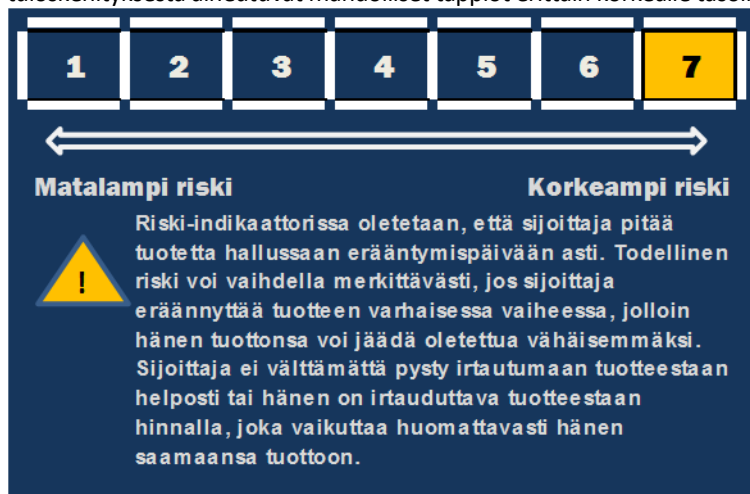 1 2 3 4 5 6 7
Matalampi riski Korkeampi riski
Riski-indikaattorissa oletetaan, että sijoittaja pitää
tuotetta hallussaan erääntymispäivään asti. Todellinen
! riski voi vaihdella merkittävästi, jos sijoittaja
eräännyttää tuotteen varhaisessa vaiheessa, jolloin
hänen tuottonsa voi jäädä oletettua vähäisemmäksi.
Sijoittaja ei välttämättä pysty irtautumaan tuotteestaan
helposti tai hänen on irtauduttava tuotteestaan
hinnalla, joka vaikuttaa huomattavasti hänen
saamaansa tuottoon.